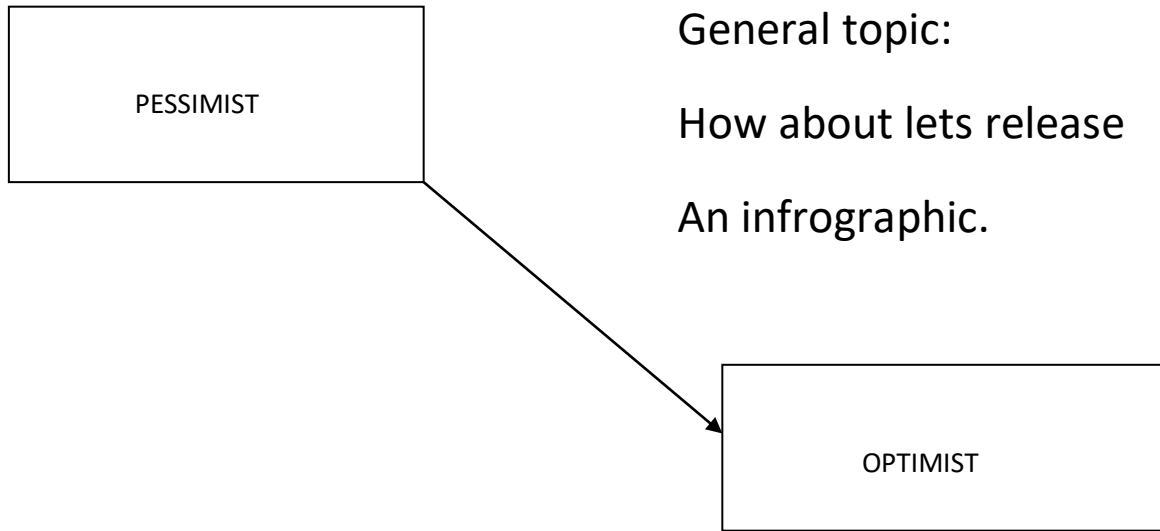 General topic:
PESSIMIST
How about lets release
An infrographic.
OPTIMIST